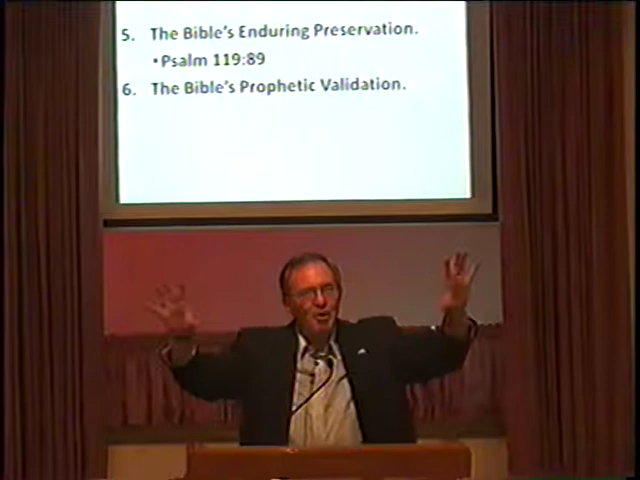 5. The Bible's Enduring Preservation.
• Psalm 119:89
6. The Bible's Prophetic Validation.